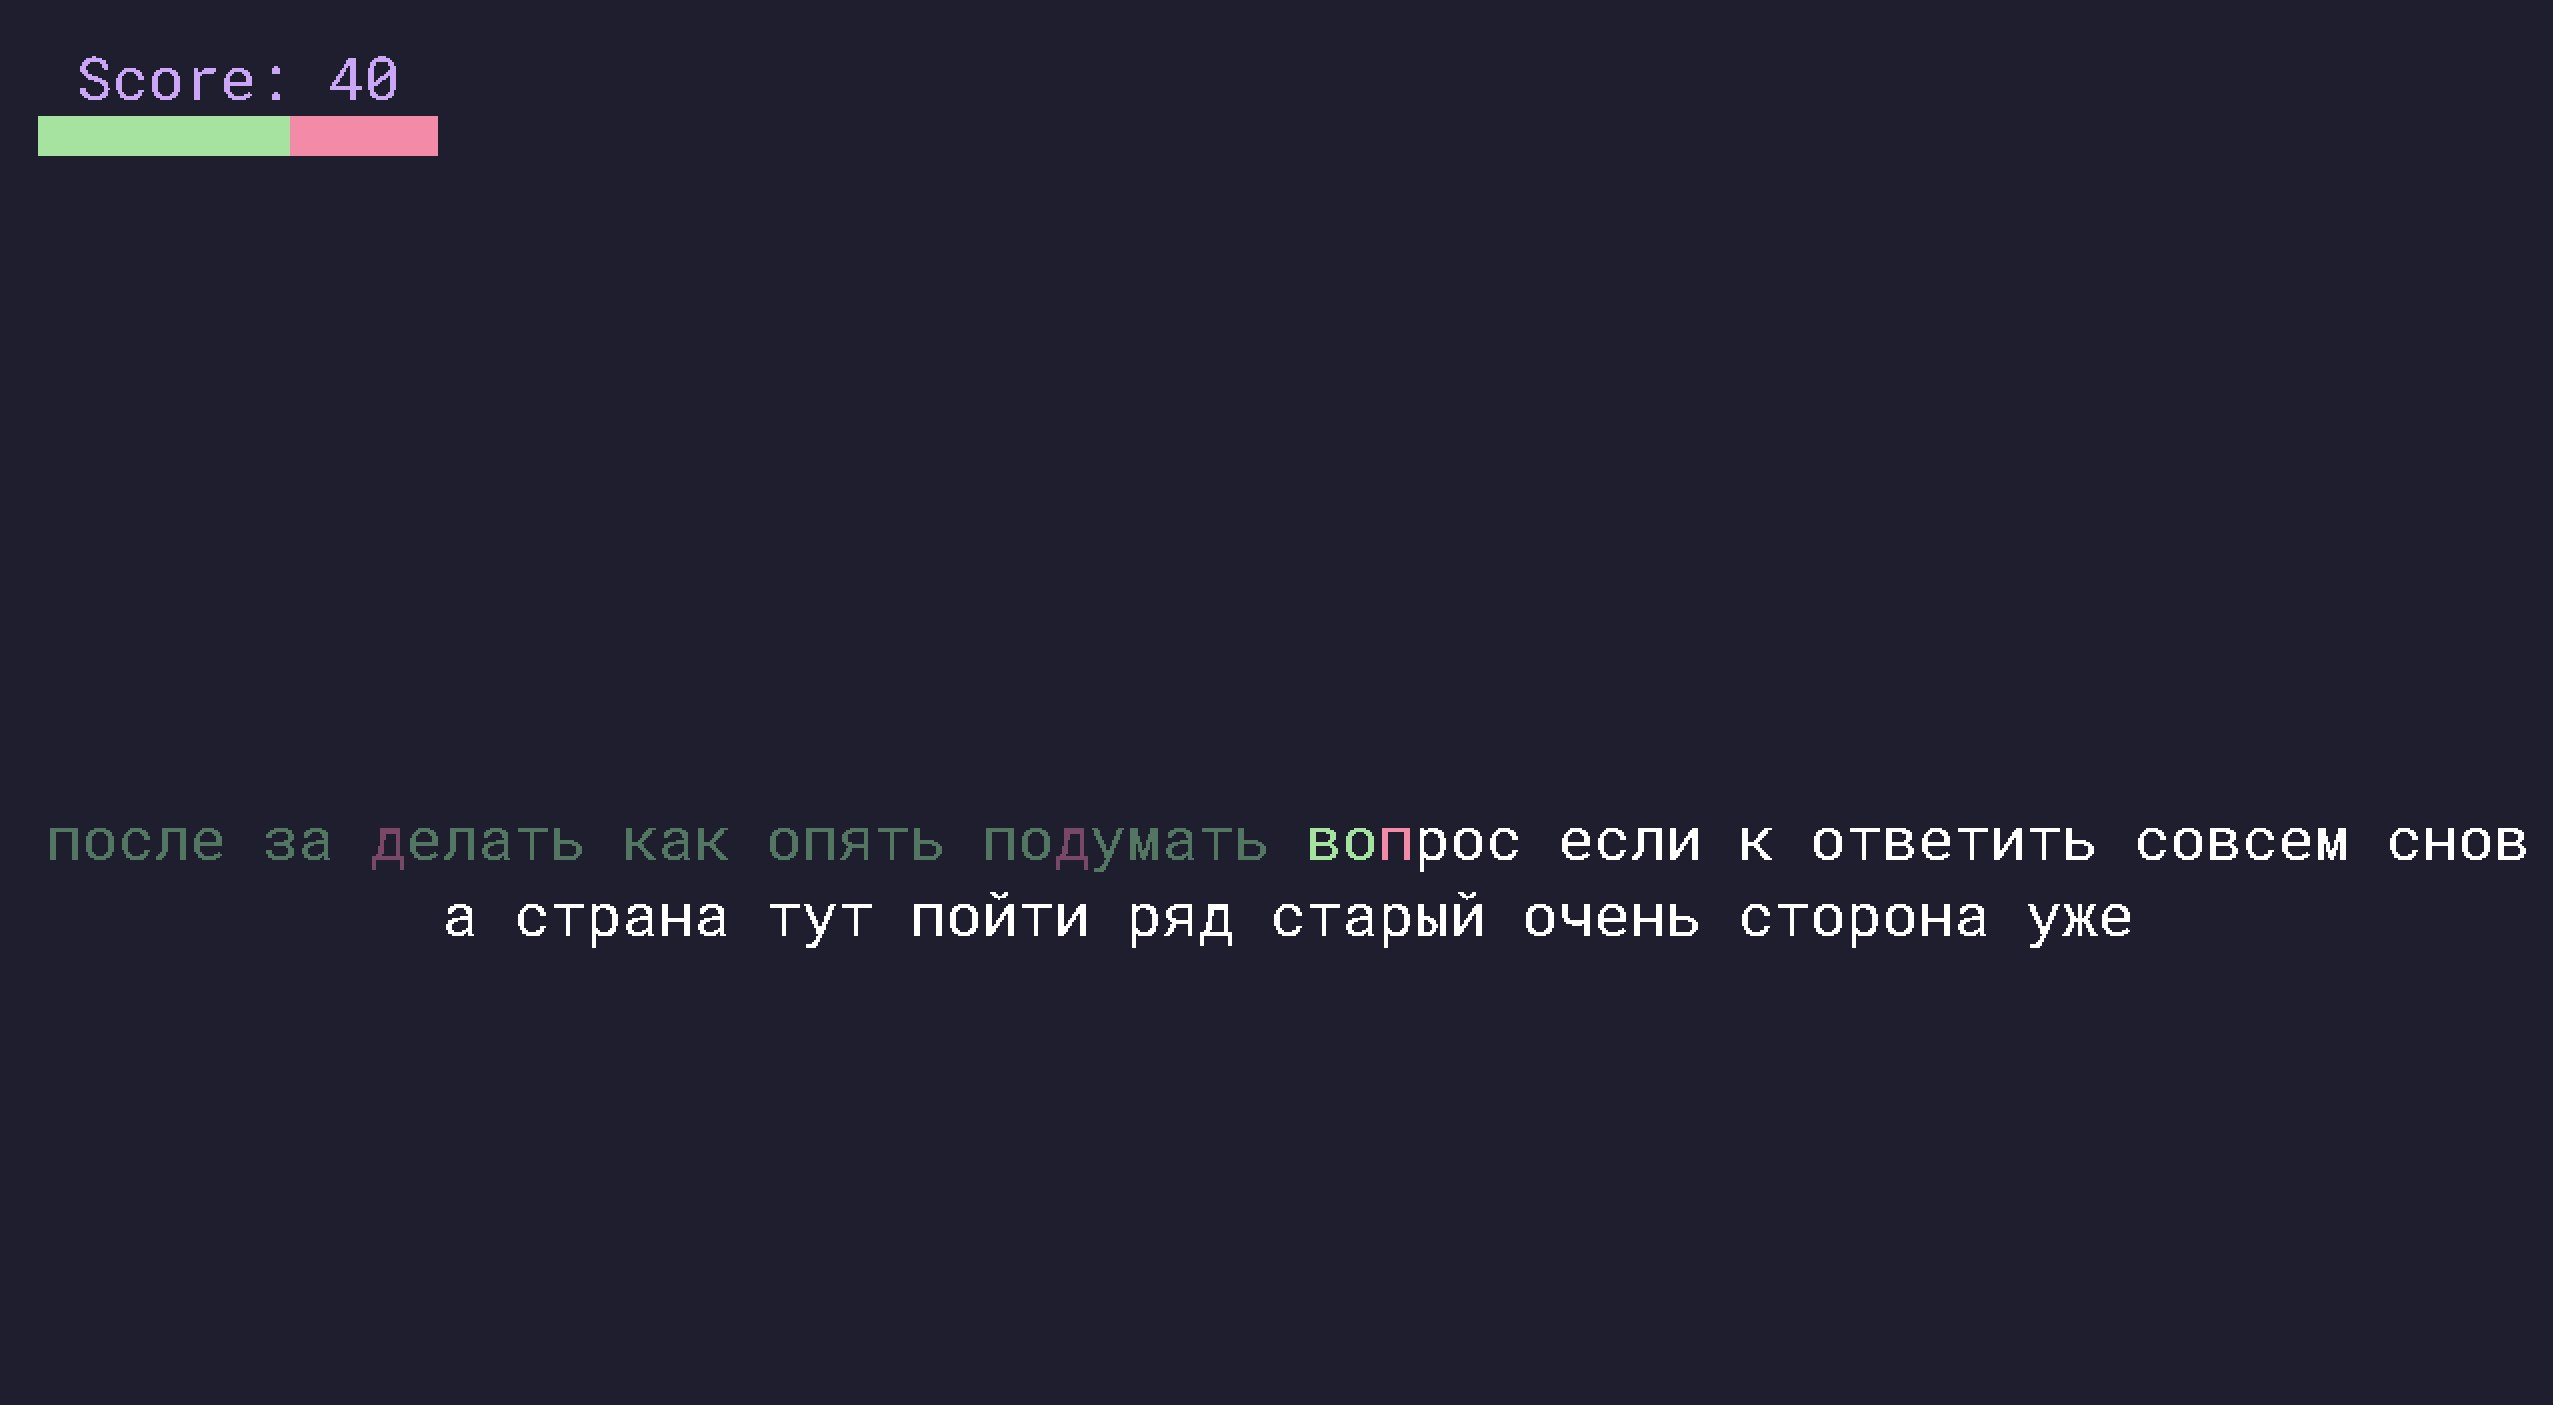 Score: 40
после за делать как опять подумать вопрос если к ответить совсем снов
а страна тут пойти ряд старый очень сторона уже